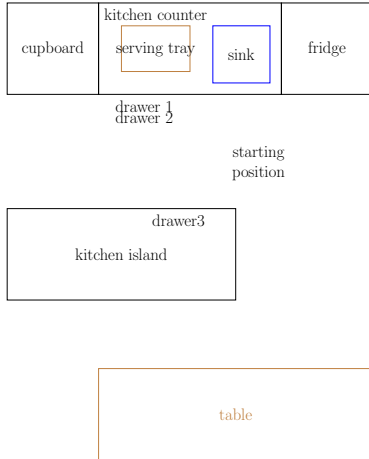 kitchen counter
cupboard
serving tray
sink
fridge
drawer 1
drawer 2
starting
position
drawer3
kitchen island
table